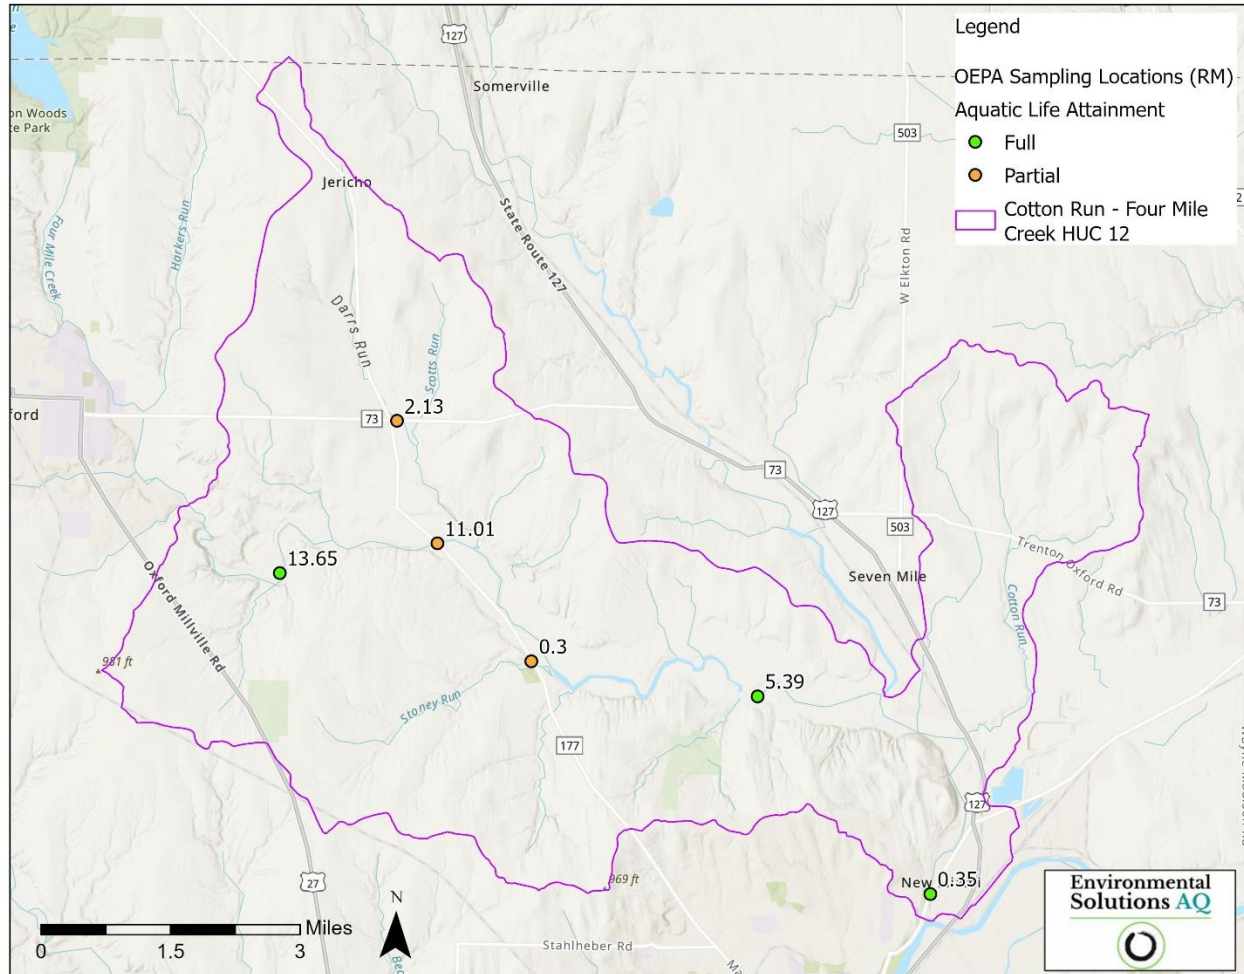 Legend
OEPA Sampling Locations (RM)
Aquatic Life Attainment
Full
Partial
Cotton Run - Four Mile
Creek HUC 12
127
Somerville
on Woods
te Park
503
Jericho
2
Four Mile Creek
Harkers Run
State Route 127
W Elkton Rd
Darrs Run
Scotts Run
ford
73
2.13
73
127
503
11.01
Trenton Oxford Rd
13.65
Seven Mile
Oxford Millville Rd
Cotton Run
73
0.3
981 ft
5.39
Stoney Run
177
127
27
969 ft
New
i
0.35
N
Miles
0
1.5
3
Stahlheber Rd
Bec
Ma
Environmental
Solutions AQ